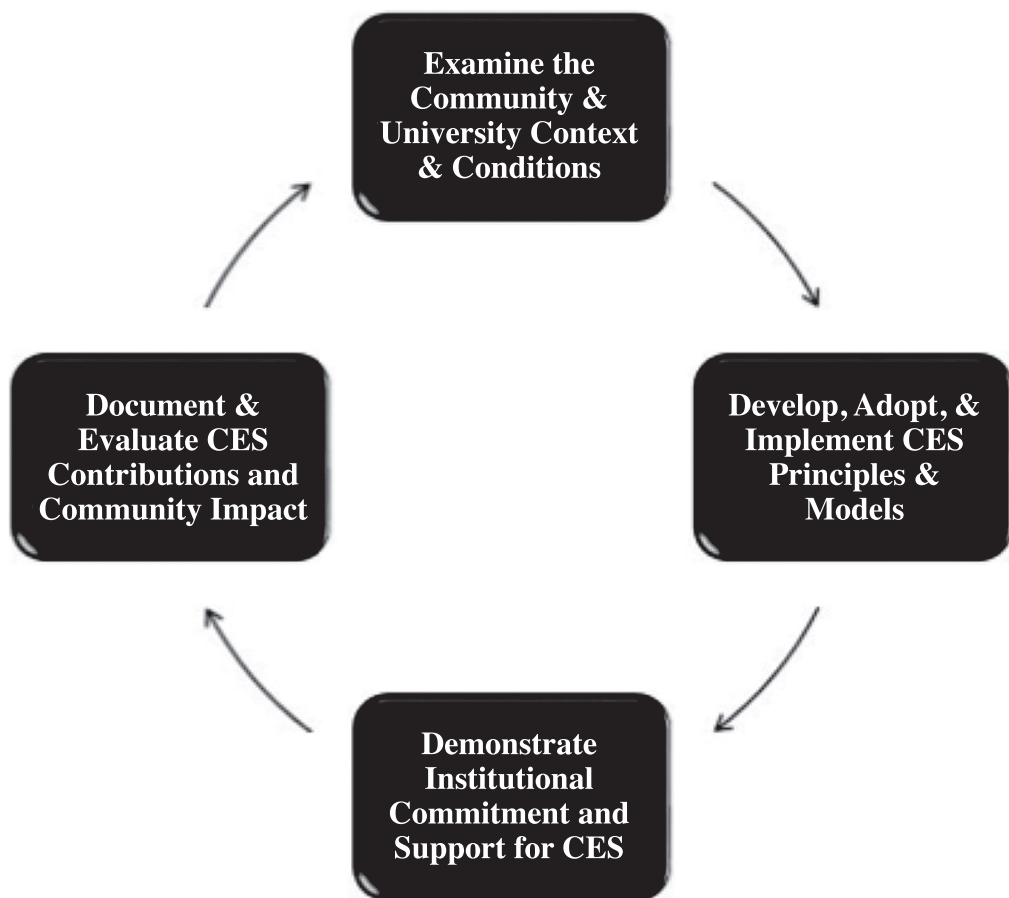 Examine the
Community &
University Context
& Conditions
Develop, Adopt, &
Implement CES
Principles &
Models
Demonstrate
Institutional
Commitment and
Support for CES
Document &
Evaluate CES
Contributions and
Community Impact